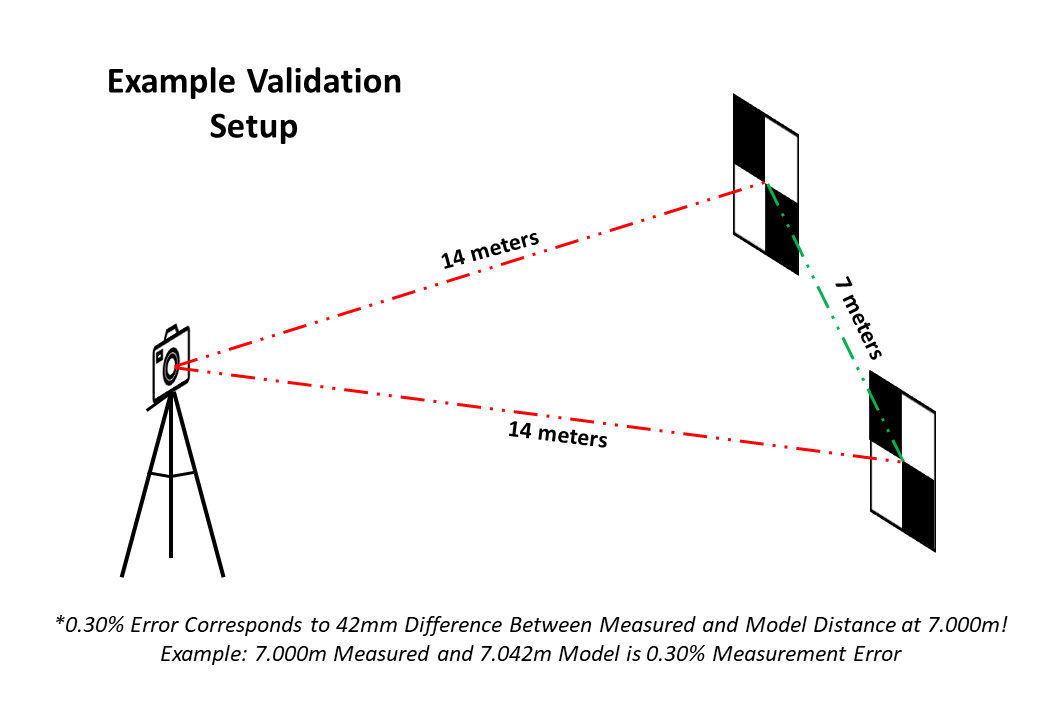 Example Validation
Setup
14 meters
7 meters
14 meters
*0.30% Error Corresponds to 42mm Difference Between Measured and Model Distance at 7.000m!
Example: 7.000m Measured and 7.042m Model is 0.30% Measurement Error